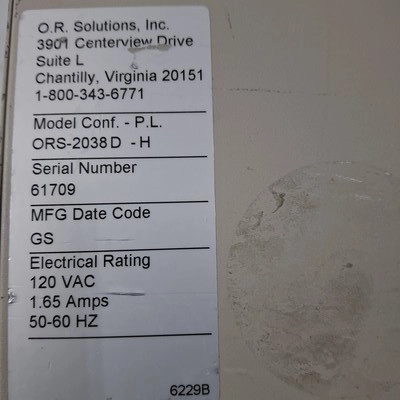 O.R. Solutions, Inc.
3901 Centerview Drive
Suite L
Chantilly, Virginia 20151
1-800-343-6771
Model Conf. - P.L.
ORS-2038 D - H
Serial Number
61709
MFG Date Code
GS
Electrical Rating
120 VAC
1.65 Amps
50-60 HZ
6229B